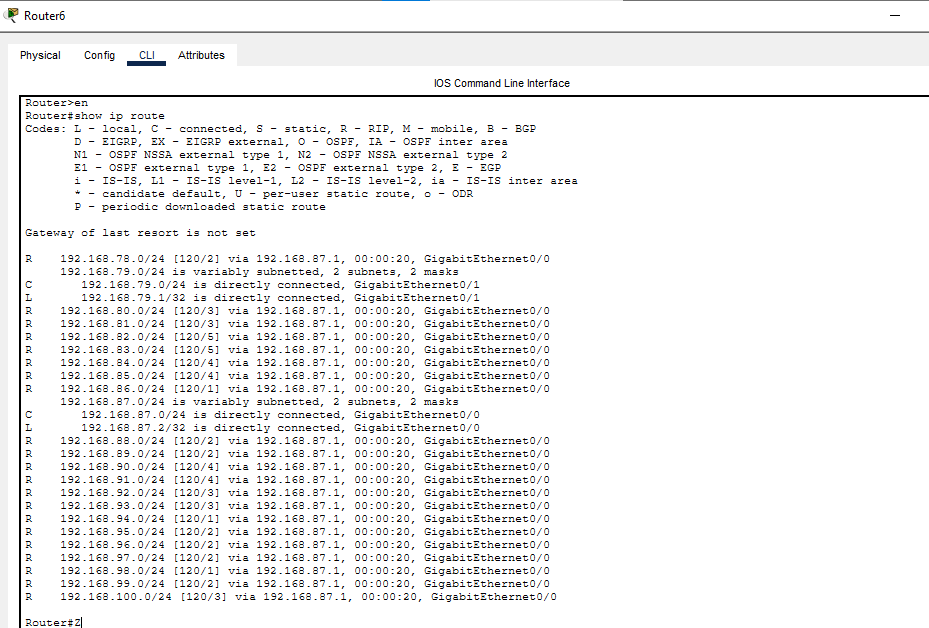 Router6
Physical Config CLI Attributes
IOS Command Line Interface
Router>en
Router#show ip route
Codes: L - local, C - connected, S - static, R - RIP, M - mobile, B - BGP
D - EIGRP, EX - EIGRP external, O - OSPF, IA - OSPF inter area
N1 - OSPF NSSA external type 1, N2 - OSPF NSSA external type 2
E1 - OSPF external type 1, E2 - OSPF external type 2, E - EGP
i - IS-IS, L1 - IS-IS level-1, L2 - IS-IS level-2, ia - IS-IS inter area
* - candidate default, U - per-user static route, o - ODR
P - periodic downloaded static route
Gateway of last resort is not set
R 192.168.78.0/24 [120/2] via 192.168.87.1, 00:00:20, GigabitEthernet0/0
192.168.79.0/24 is variably subnetted, 2 subnets, 2 masks
C 192.168.79.0/24 is directly connected, GigabitEthernet0/1
L 192.168.79.1/32 is directly connected, GigabitEthernet0/1
R 192.168.80.0/24 [120/3] via 192.168.87.1, 00:00:20, GigabitEthernet0/0
R 192.168.81.0/24 [120/3] via 192.168.87.1, 00:00:20, GigabitEthernet0/0
R 192.168.82.0/24 [120/5] via 192.168.87.1, 00:00:20, GigabitEthernet0/0
R 192.168.83.0/24 [120/5] via 192.168.87.1, 00:00:20, GigabitEthernet0/0
R 192.168.84.0/24 [120/4] via 192.168.87.1, 00:00:20, GigabitEthernet0/0
R 192.168.85.0/24 [120/4] via 192.168.87.1, 00:00:20, GigabitEthernet0/0
R 192.168.86.0/24 [120/1] via 192.168.87.1, 00:00:20, GigabitEthernet0/0
192.168.87.0/24 is variably subnetted, 2 subnets, 2 masks
C 192.168.87.0/24 is directly connected, GigabitEthernet0/0
L 192.168.87.2/32 is directly connected, GigabitEthernet0/0
R 192.168.88.0/24 [120/2] via 192.168.87.1, 00:00:20, GigabitEthernet0/0
R 192.168.89.0/24 [120/2] via 192.168.87.1, 00:00:20, GigabitEthernet0/0
R 192.168.90.0/24 [120/4] via 192.168.87.1, 00:00:20, GigabitEthernet0/0
R 192.168.91.0/24 [120/4] via 192.168.87.1, 00:00:20, GigabitEthernet0/0
R 192.168.92.0/24 [120/3] via 192.168.87.1, 00:00:20, GigabitEthernet0/0
R 192.168.93.0/24 [120/3] via 192.168.87.1, 00:00:20, GigabitEthernet0/0
R 192.168.94.0/24 [120/1] via 192.168.87.1, 00:00:20, GigabitEthernet0/0
R 192.168.95.0/24 [120/2] via 192.168.87.1, 00:00:20, GigabitEthernet0/0
R 192.168.96.0/24 [120/2] via 192.168.87.1, 00:00:20, GigabitEthernet0/0
R 192.168.97.0/24 [120/2] via 192.168.87.1, 00:00:20, GigabitEthernet0/0
R 192.168.98.0/24 [120/1] via 192.168.87.1, 00:00:20, GigabitEthernet0/0
R 192.168.99.0/24 [120/2] via 192.168.87.1, 00:00:20, GigabitEthernet0/0
R 192.168.100.0/24 [120/3] via 192.168.87.1, 00:00:20, GigabitEthernet0/0
Router#Z